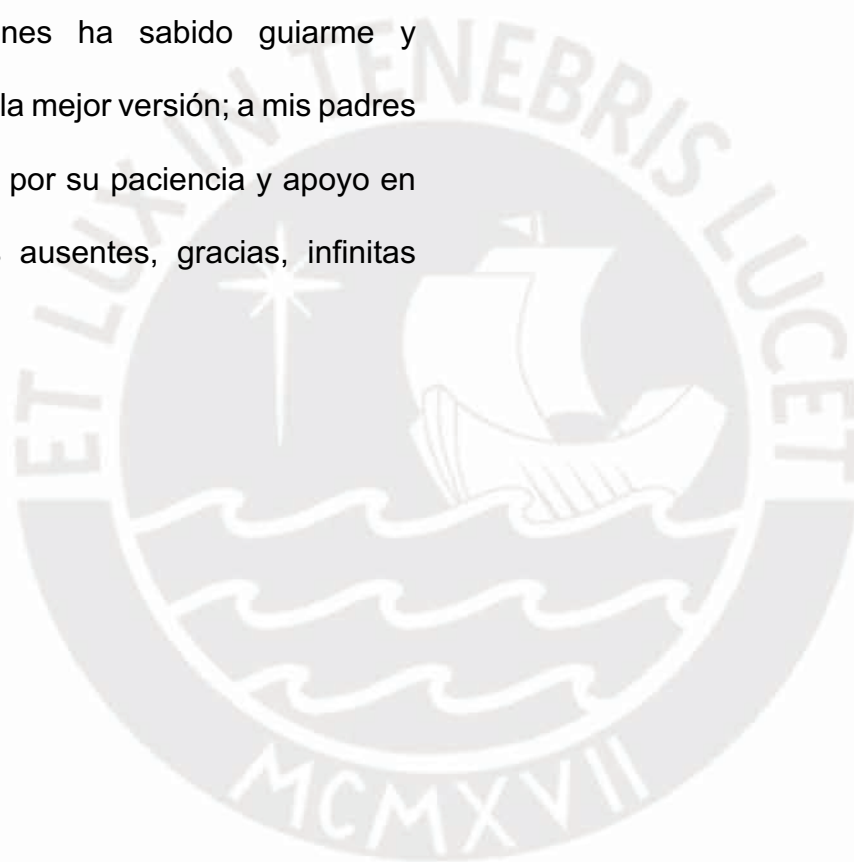 nes ha sabido guiarme y
la mejor versión; a mis padres
por su paciencia y apoyo en
ausentes, gracias, infinitas
ET LUX IN TENEBRIS LUCET
MCMXVII